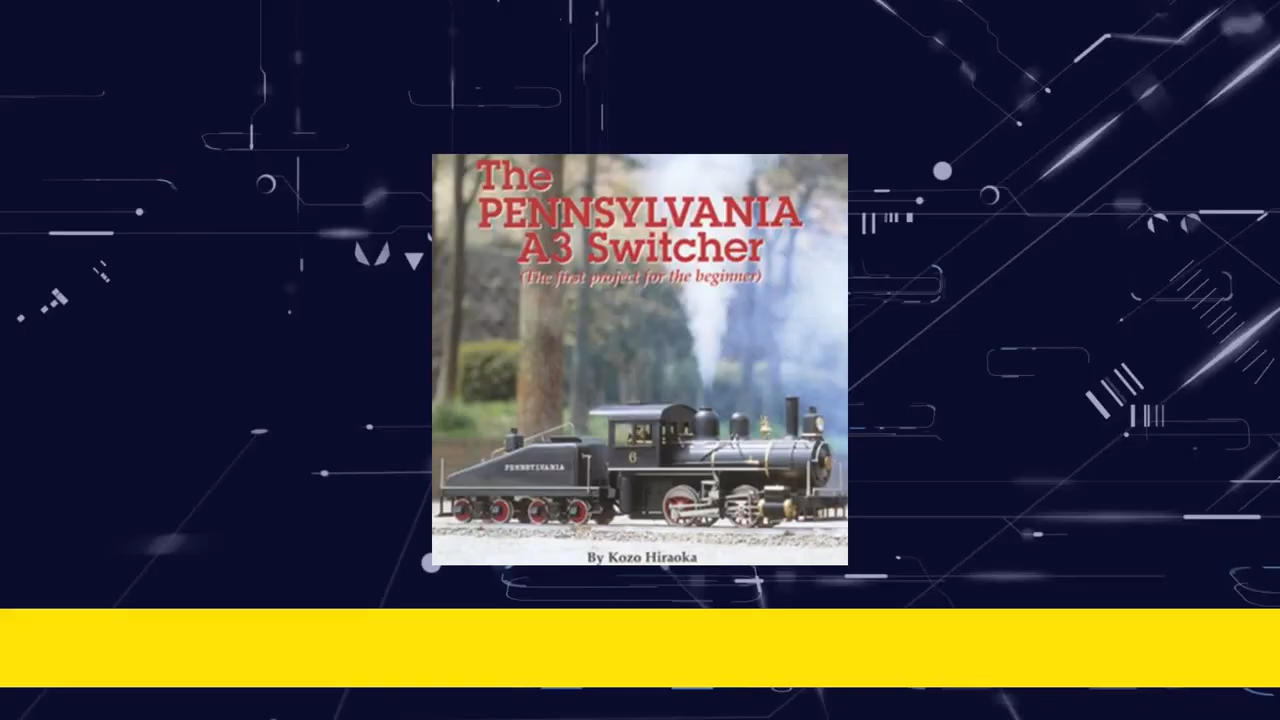 The
PENNSYLVANIA
A3 Switcher
(The first project for the beginner)
PENNSYLVANIA
6
By Kozo Hiraoka